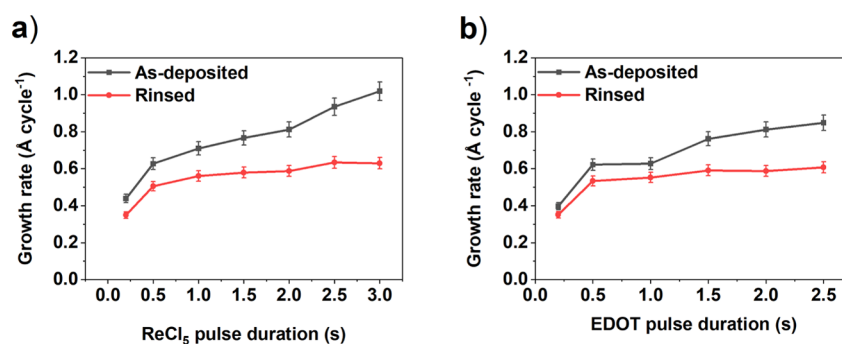 a)
1.2
1.0
0.8
0.6
0.4
0.2
0.0
Growth rate (Å cycle⁻¹)
As-deposited
Rinsed
0.0 0.5 1.0 1.5 2.0 2.5 3.0
ReCl₅ pulse duration (s)
b)
1.2
1.0
0.8
0.6
0.4
0.2
0.0
Growth rate (Å cycle⁻¹)
As-deposited
Rinsed
0.0 0.5 1.0 1.5 2.0 2.5
EDOT pulse duration (s)